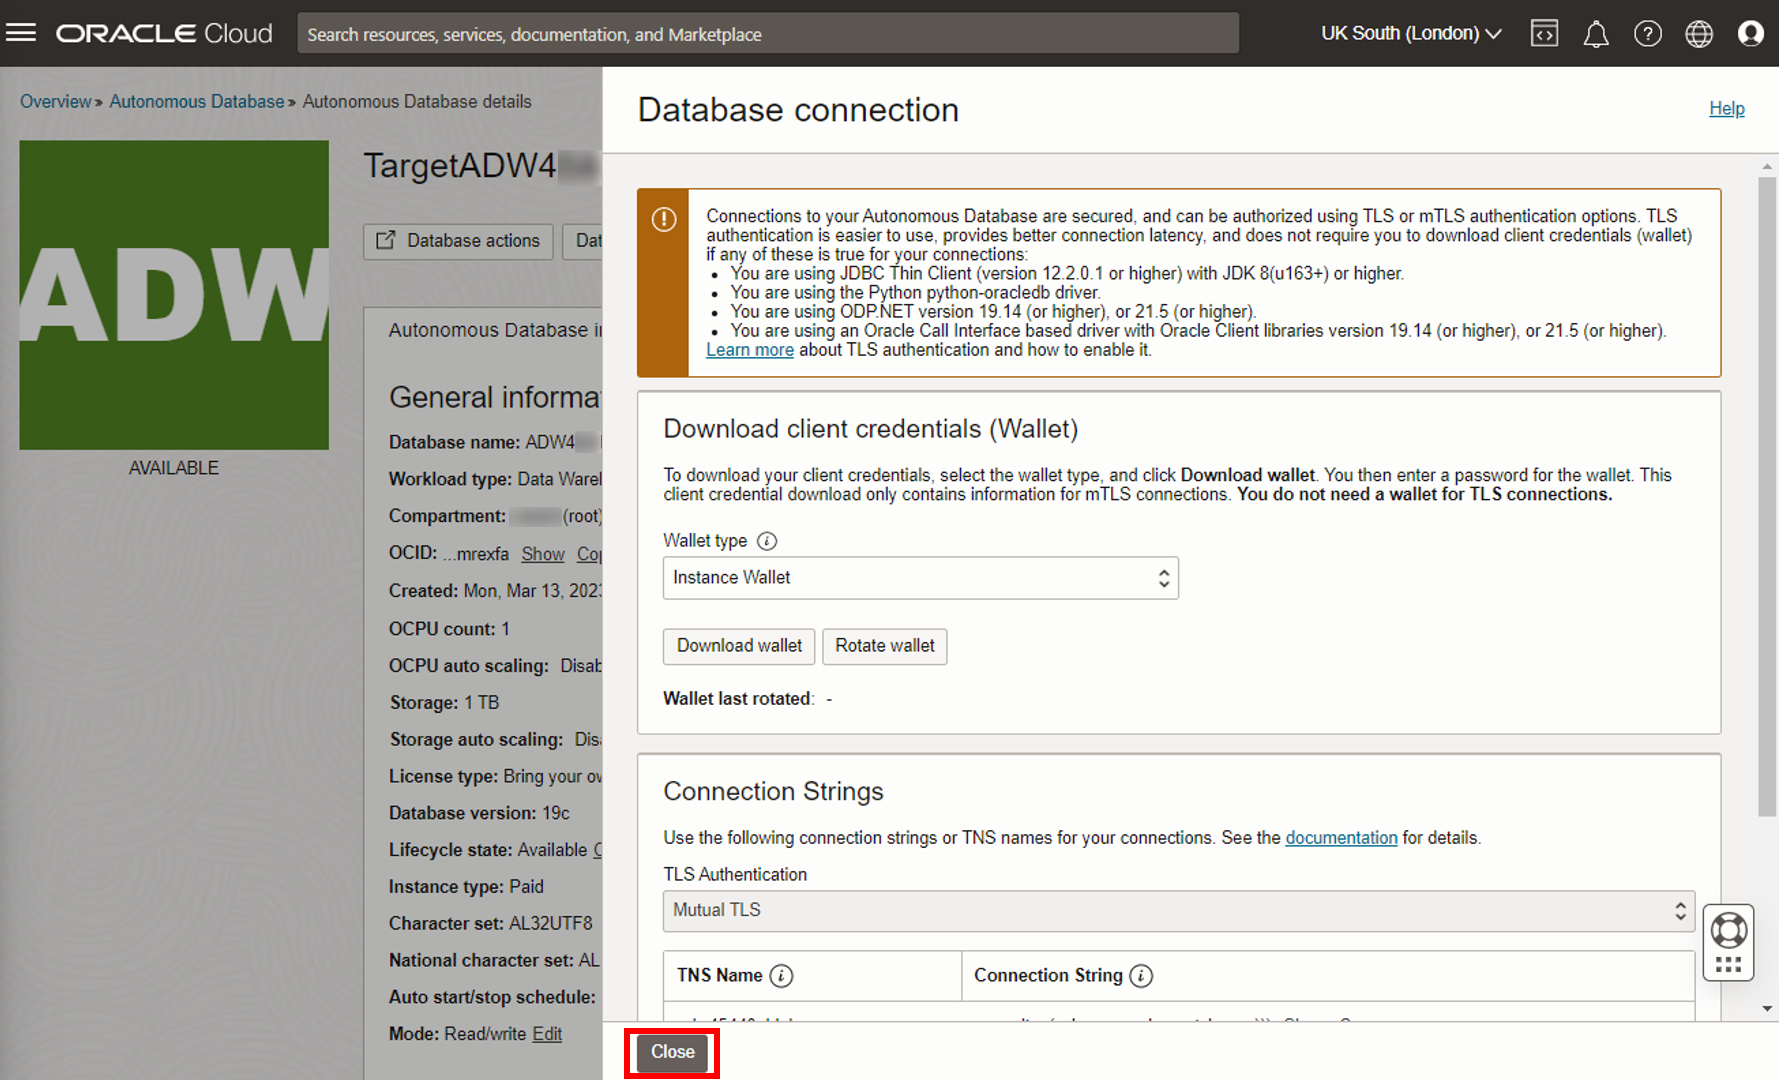 ORACLE Cloud
Search resources, services, documentation, and Marketplace
UK South (London)
Overview » Autonomous Database » Autonomous Database details
ADW
AVAILABLE
TargetADW4
Database actions
Dat
Autonomous Database i
General informa
Database name: ADW4
Workload type: Data Warel
Compartment: (root)
OCID: ...mrexfa Show Cop
Created: Mon, Mar 13, 202
OCPU count: 1
OCPU auto scaling: Disab
Storage: 1 TB
Storage auto scaling: Disa
License type: Bring your ow
Database version: 19c
Lifecycle state: Available
Instance type: Paid
Character set: AL32UTF8
National character set: AL
Auto start/stop schedule:
Mode: Read/write Edit
Database connection
Help
Connections to your Autonomous Database are secured, and can be authorized using TLS or mTLS authentication options. TLS
authentication is easier to use, provides better connection latency, and does not require you to download client credentials (wallet)
if any of these is true for your connections:
• You are using JDBC Thin Client (version 12.2.0.1 or higher) with JDK 8(u163+) or higher.
• You are using the Python python-oracledb driver.
• You are using ODP.NET version 19.14 (or higher), or 21.5 (or higher).
• You are using an Oracle Call Interface based driver with Oracle Client libraries version 19.14 (or higher), or 21.5 (or higher).
Learn more about TLS authentication and how to enable it.
Download client credentials (Wallet)
To download your client credentials, select the wallet type, and click Download wallet. You then enter a password for the wallet. This
client credential download only contains information for mTLS connections. You do not need a wallet for TLS connections.
Wallet type
Instance Wallet
Download wallet
Rotate wallet
Wallet last rotated: -
Connection Strings
Use the following connection strings or TNS names for your connections. See the documentation for details.
TLS Authentication
Mutual TLS
TNS Name
Connection String
Close